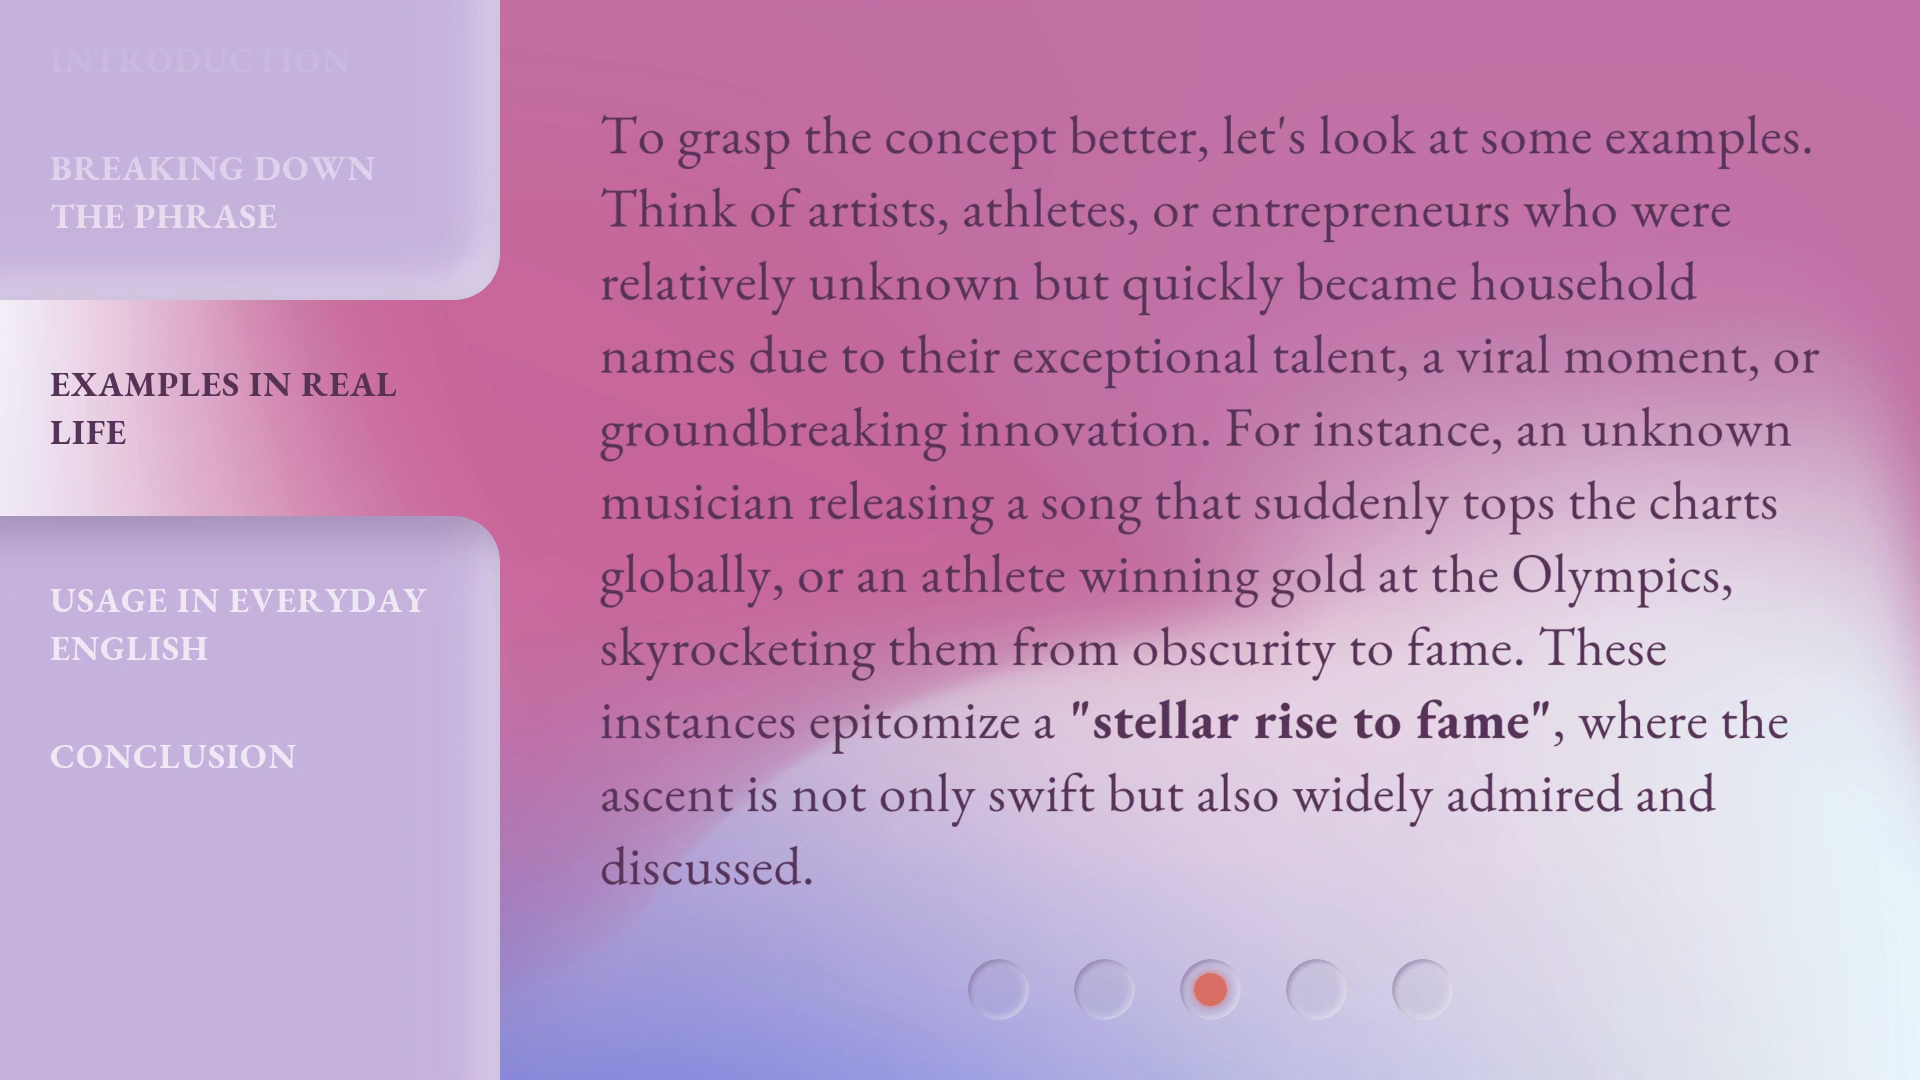 INTRODUCTION
BREAKING DOWN
THE PHRASE
EXAMPLES IN REAL
LIFE
USAGE IN EVERYDAY
ENGLISH
CONCLUSION
To grasp the concept better, let's look at some examples.
Think of artists, athletes, or entrepreneurs who were
relatively unknown but quickly became household
names due to their exceptional talent, a viral moment, or
groundbreaking innovation. For instance, an unknown
musician releasing a song that suddenly tops the charts
globally, or an athlete winning gold at the Olympics,
skyrocketing them from obscurity to fame. These
instances epitomize a "stellar rise to fame", where the
ascent is not only swift but also widely admired and
discussed.